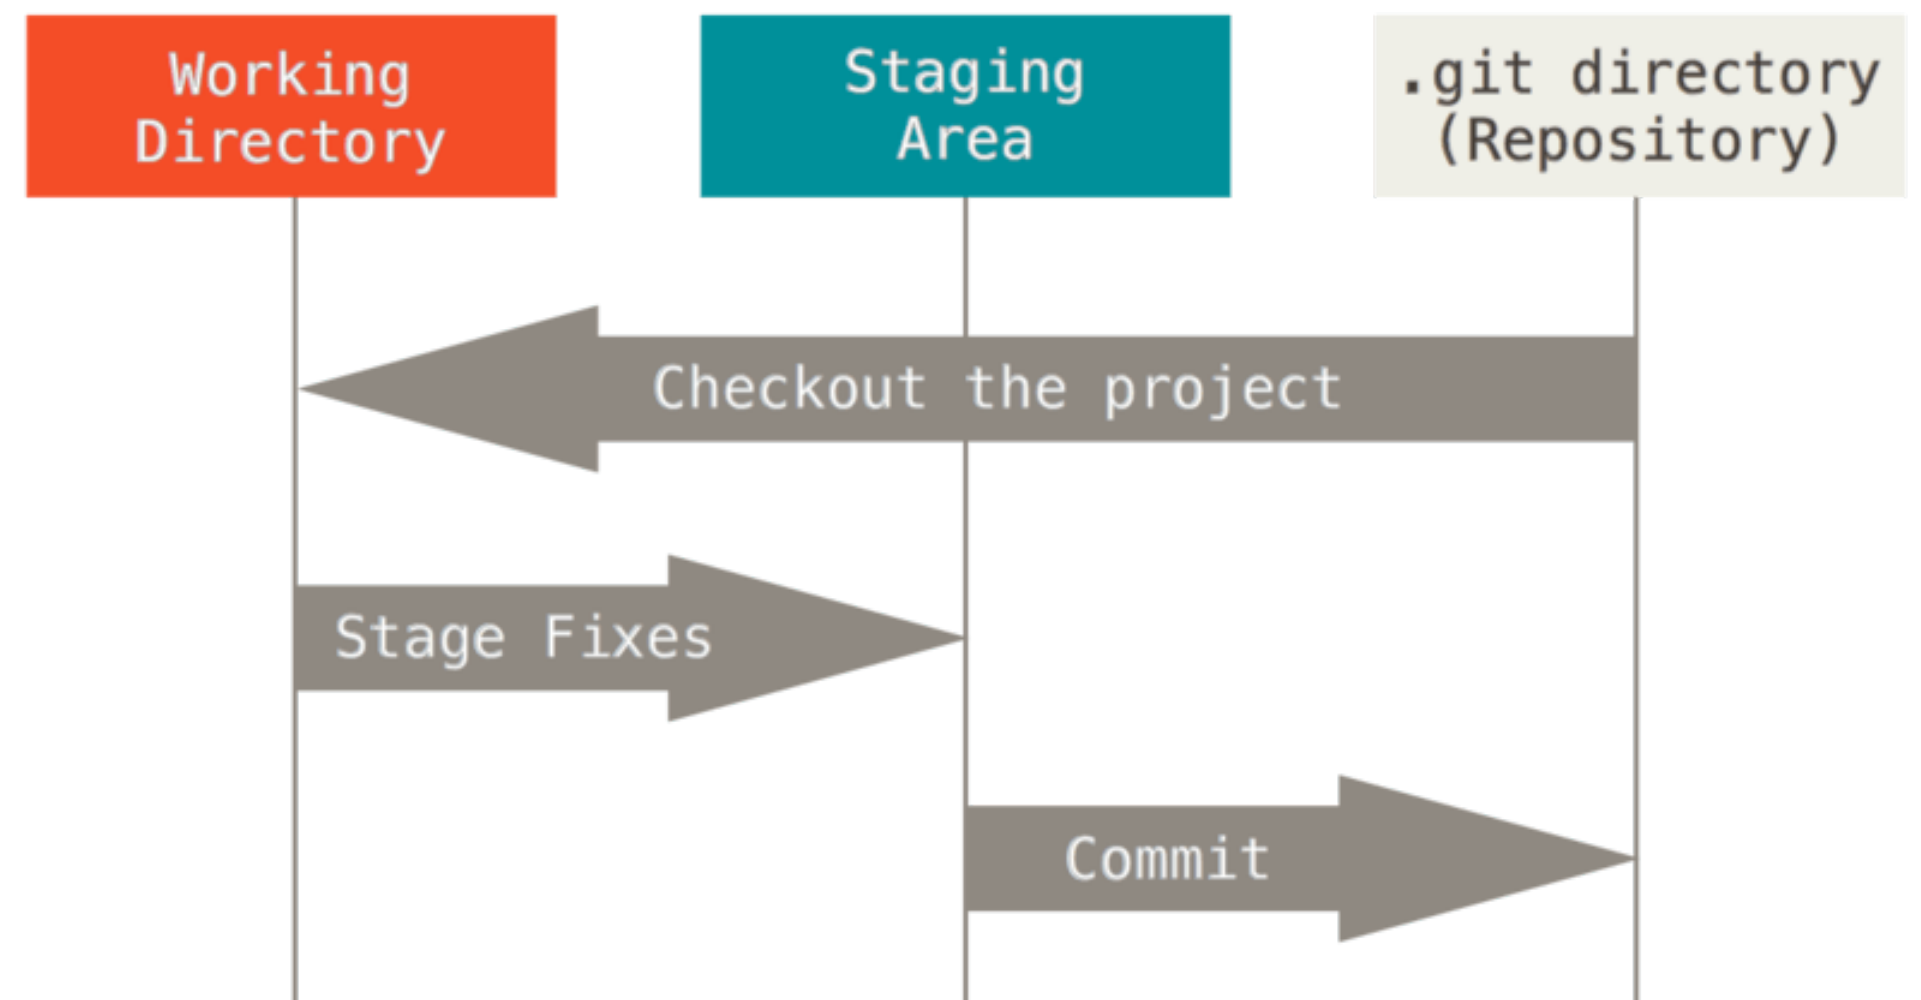 Working
Directory
Staging
Area
.git directory
(Repository)
Checkout the project
Stage Fixes
Commit